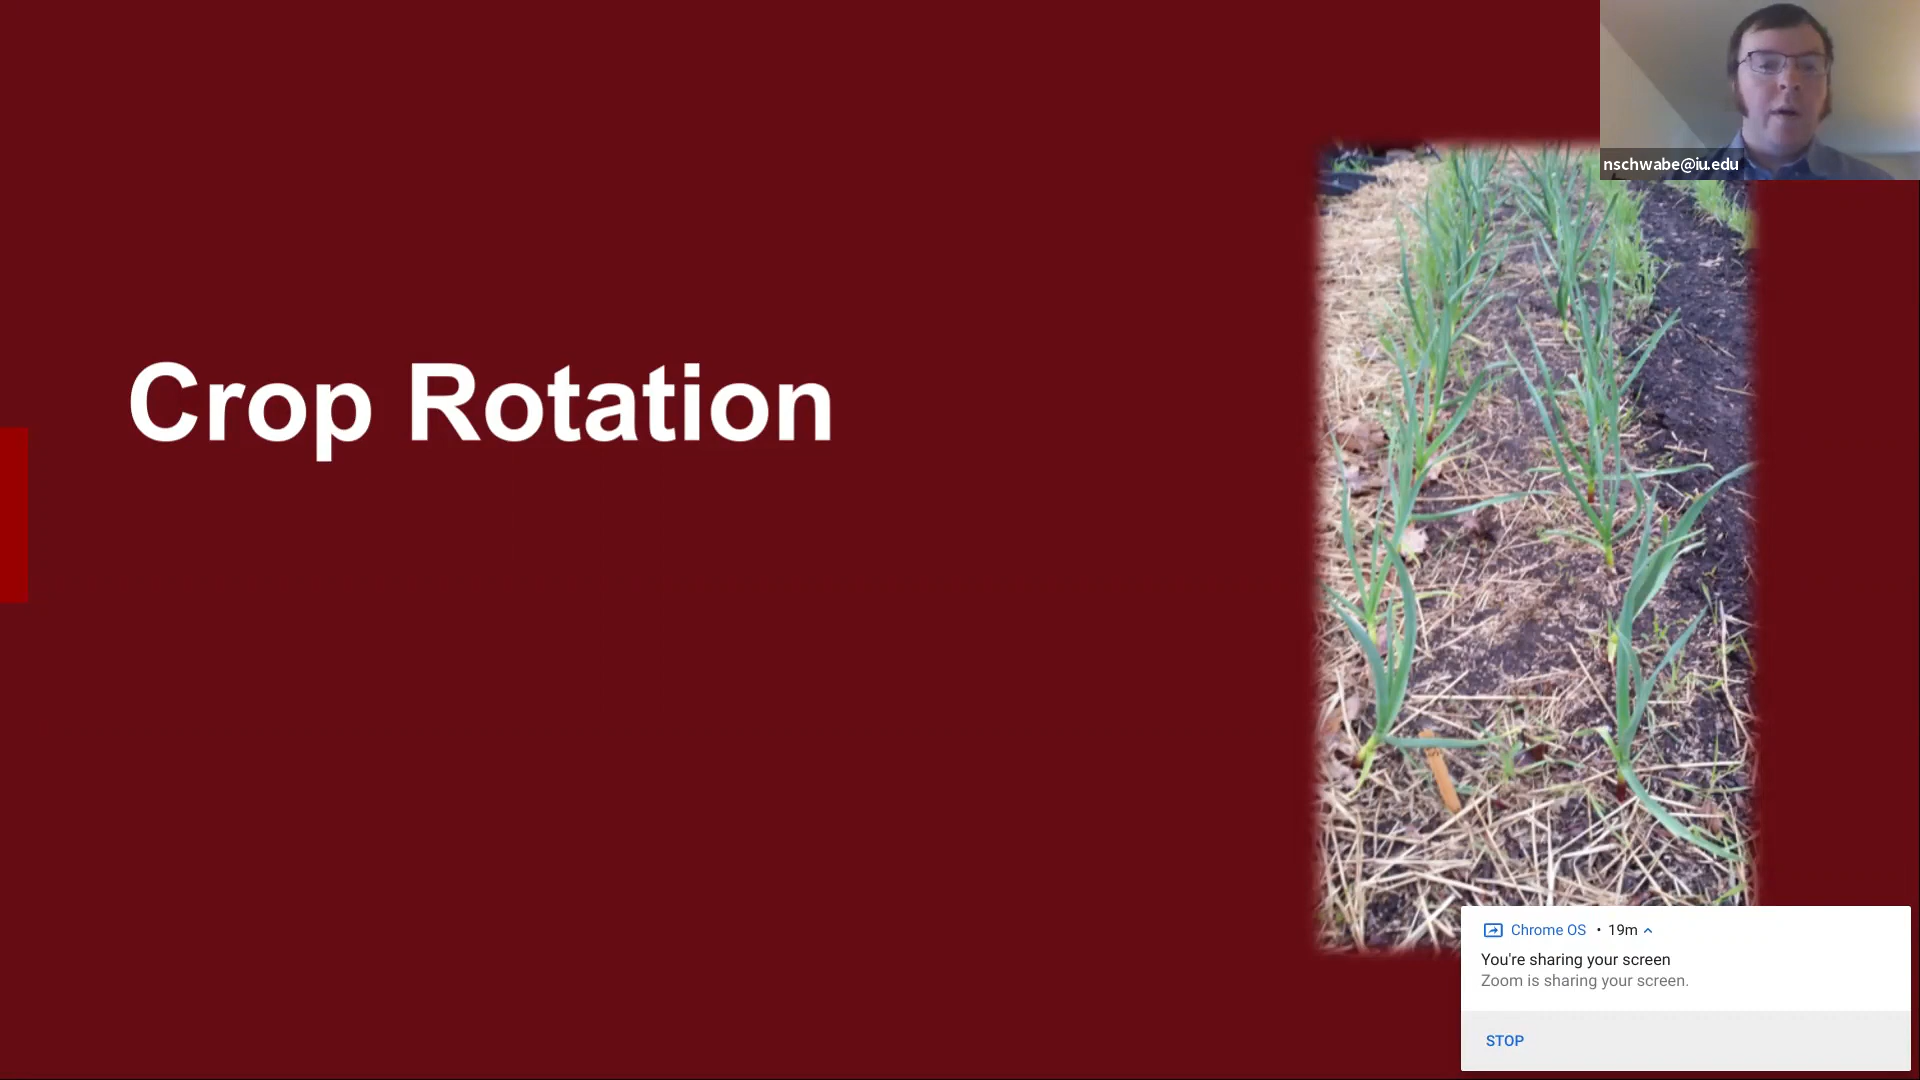 nschwabe@iu.edu
Crop Rotation
Chrome OS • 19m
You're sharing your screen
Zoom is sharing your screen.
STOP